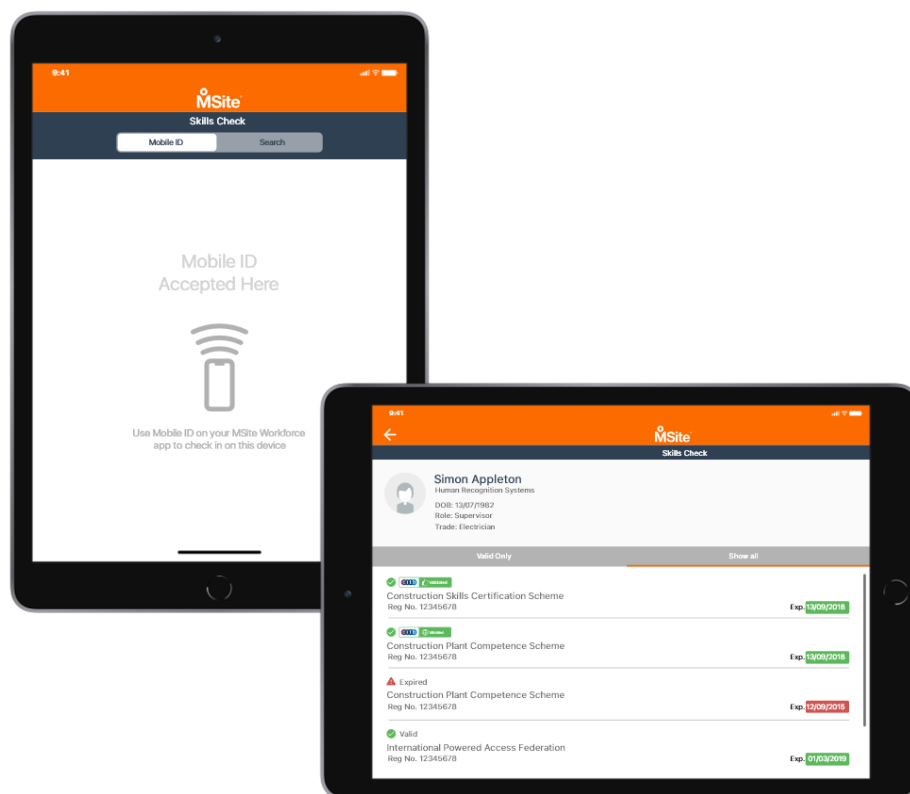 9:41
MSite
Skills Check
Mobile ID
Search
Mobile ID
Accepted Here
Use Mobile ID on your MSite Workforce
app to check in on this device
9:41
MSite
Skills Check
Simon Appleton
Human Recognition Systems
DOB: 13/07/1982
Role: Supervisor
Trade: Electrician
Valid Only
Show all
Construction Skills Certification Scheme
Reg No. 12345678
Exp. 13/09/2018
Construction Plant Competence Scheme
Reg No. 12345678
Exp. 13/09/2018
Expired
Construction Plant Competence Scheme
Reg No. 12345678
Exp. 12/09/2015
Valid
International Powered Access Federation
Reg No. 12345678
Exp. 01/03/2019